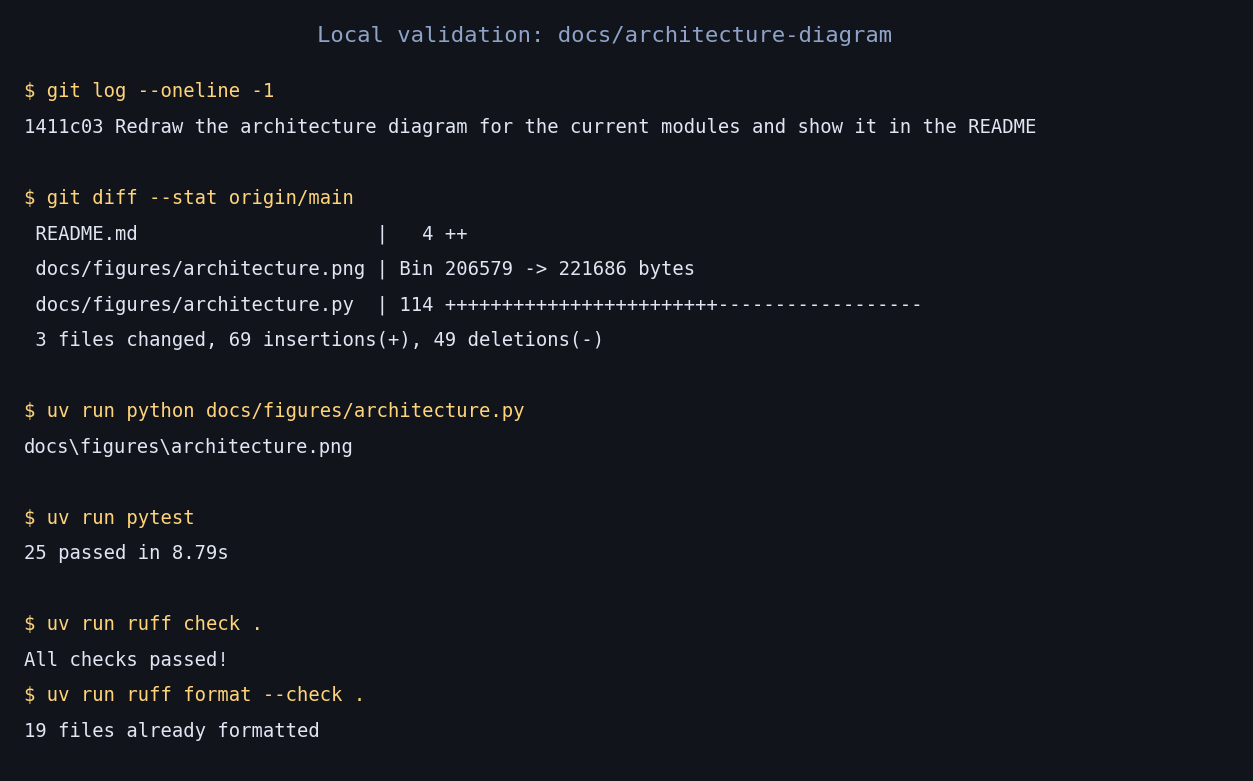 Local validation: docs/architecture-diagram
$ git log --oneline -1
1411c03 Redraw the architecture diagram for the current modules and show it in the README
$ git diff --stat origin/main
 README.md                     |   4 ++
 docs/figures/architecture.png | Bin 206579 -> 221686 bytes
 docs/figures/architecture.py  | 114 ++++++++++++++++++++++++------------------
 3 files changed, 69 insertions(+), 49 deletions(-)
$ uv run python docs/figures/architecture.py
docs\figures\architecture.png
$ uv run pytest
25 passed in 8.79s
$ uv run ruff check .
All checks passed!
$ uv run ruff format --check .
19 files already formatted